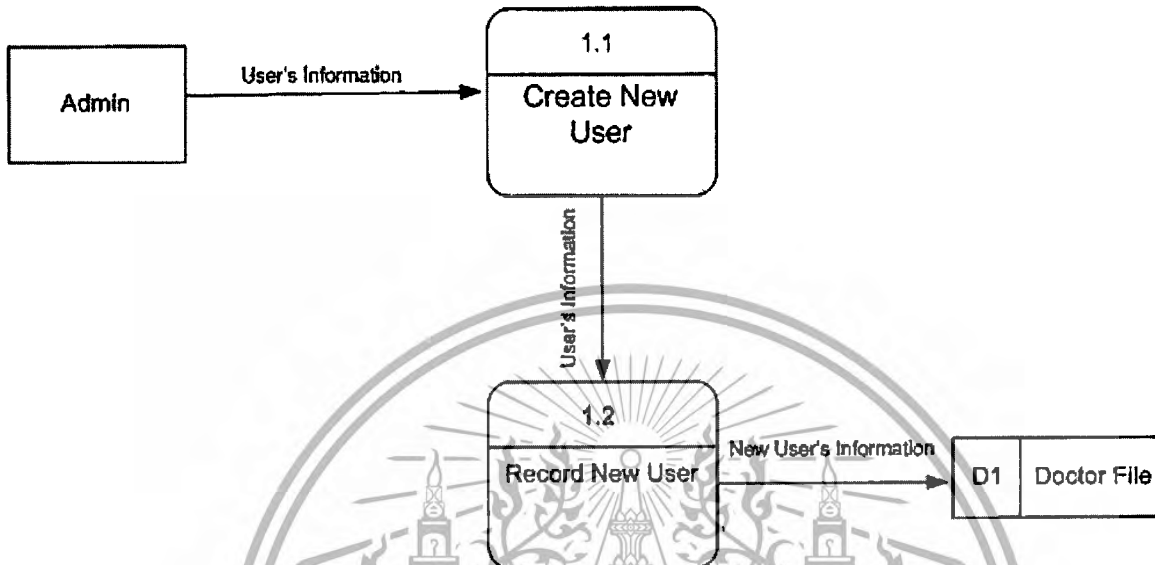 1.1
Admin
User's Information
Create New
User
User's Information
1.2
Record New User
New User's Information
D1
Doctor File